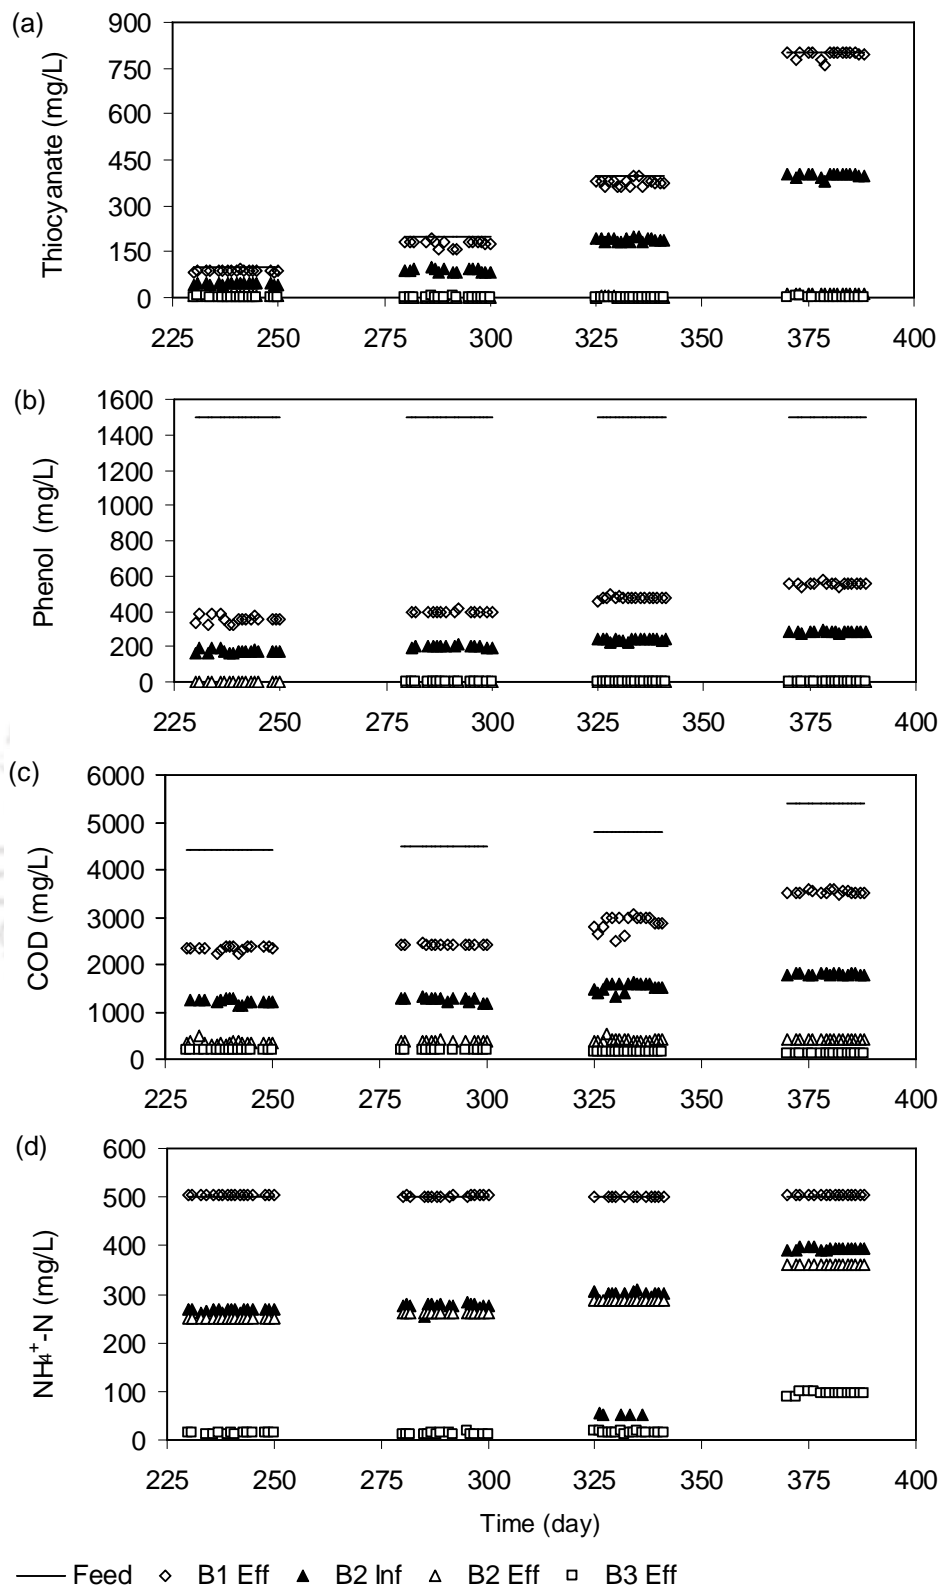 (a)
Thiocyanate (mg/L)
900
750
600
450
300
150
0
225 250 275 300 325 350 375 400
(b)
Phenol (mg/L)
1600
1400
1200
1000
800
600
400
200
0
225 250 275 300 325 350 375 400
(c)
COD (mg/L)
6000
5000
4000
3000
2000
1000
0
225 250 275 300 325 350 375 400
(d)
NH4+-N (mg/L)
600
500
400
300
200
100
0
225 250 275 300 325 350 375 400
Time (day)
Feed B1 Eff B2 Inf B2 Eff B3 Eff